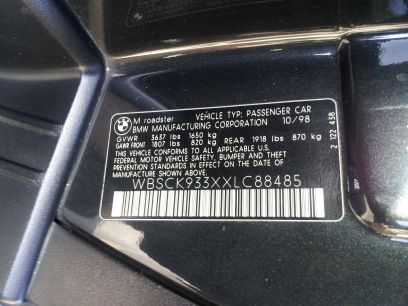 M roadster VEHICLE TYP: PASSENGER CAR
BMW MANUFACTURING CORPORATION 10/98
GVWR 3637 lbs 1650 kg
GAWR FRONT 1807 lbs 820 kg REAR 1918 lbs 870 kg
THIS VEHICLE CONFORMS TO ALL APPLICABLE
FEDERAL MOTOR VEHICLE SAFETY, BUMPER AND THEFT
PREVENTION STANDARDS IN EFFECT ON THE DATE
OF MANUFACTURE SHOWN ABOVE.
WBSCK933XXLC88485
2 122 438